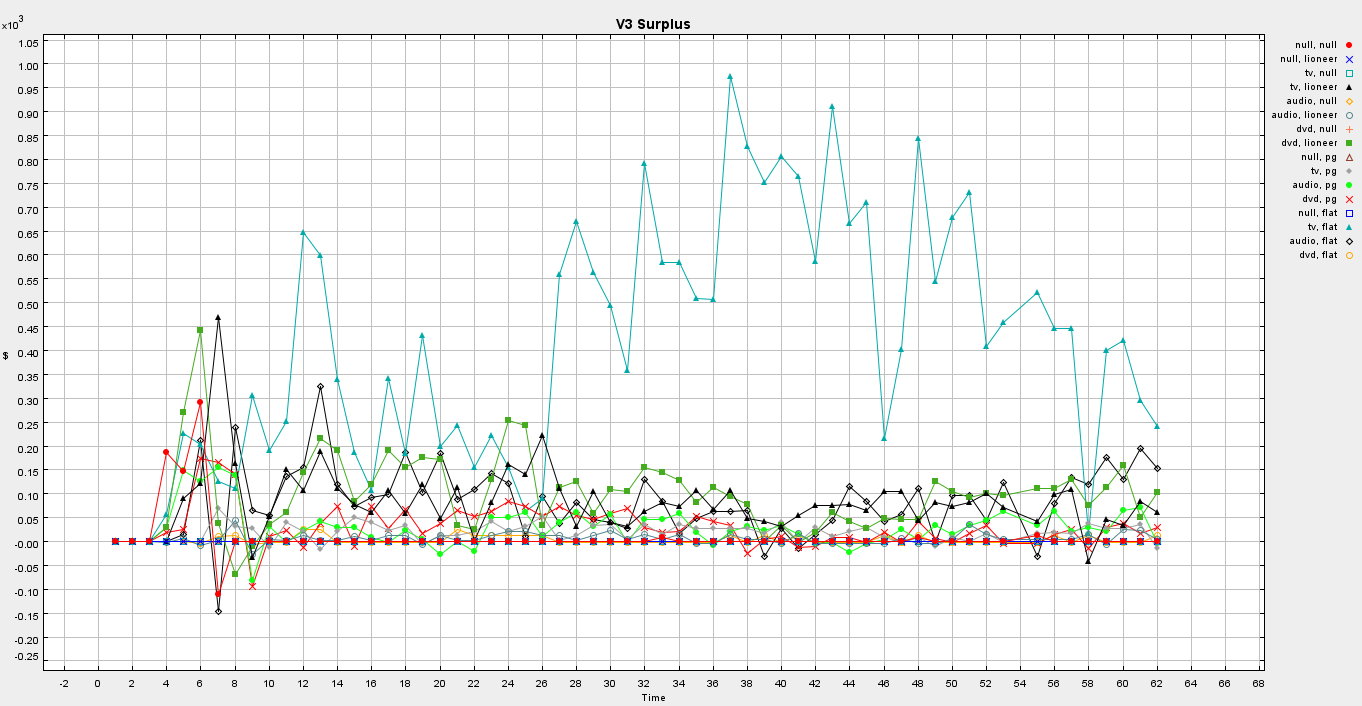 V3 Surplus
×10³
1.05
1.00
0.95
0.90
0.85
0.80
0.75
0.70
0.65
0.60
0.55
0.50
0.45
0.40
0.35
0.30
0.25
0.20
0.15
0.10
0.05
-0.00
-0.05
-0.10
-0.15
-0.20
-0.25
$
-2 0 2 4 6 8 10 12 14 16 18 20 22 24 26 28 30 32 34 36 38 40 42 44 46 48 50 52 54 56 58 60 62 64 66 68
Time
null, null
null, lioneer
tv, null
tv, lioneer
audio, null
audio, lioneer
dvd, null
dvd, lioneer
null, pg
tv, pg
audio, pg
dvd, pg
null, flat
tv, flat
audio, flat
dvd, flat